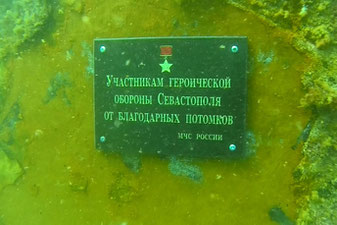 Участникам героической
обороны Севастополя
от благодарных потомков
МЧС России